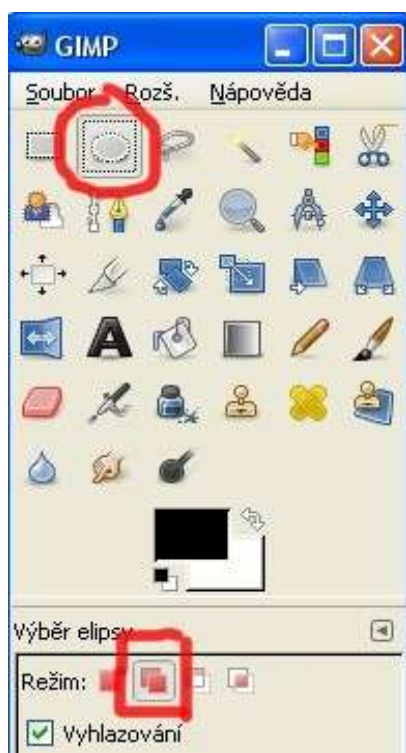 GIMP
Soubor Rozš. Nápověda
Výběr elipsy
Režim:
Vyhlazování